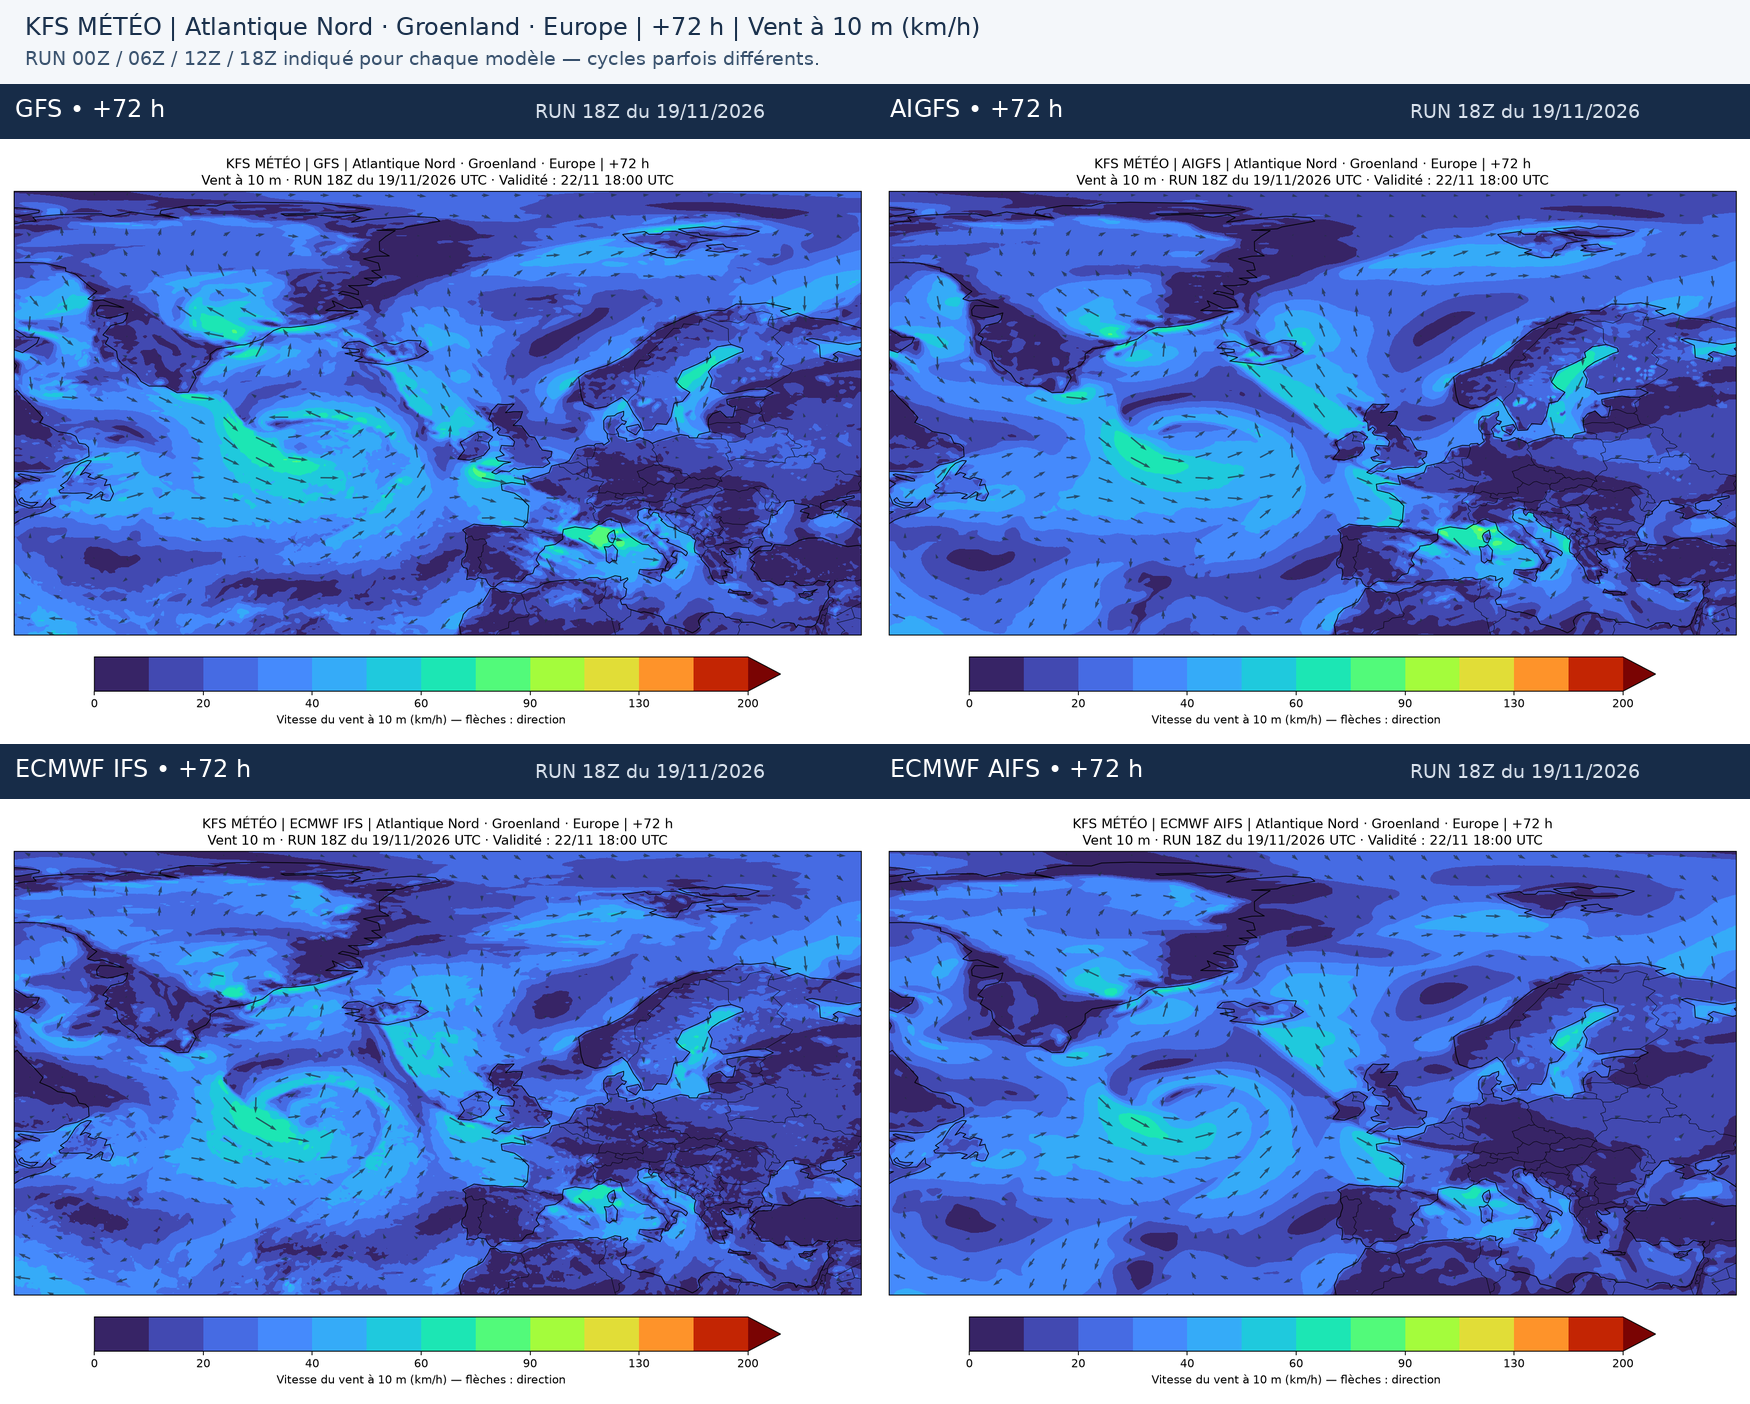 KFS MÉTÉO | Atlantique Nord · Groenland · Europe | +72 h | Vent à 10 m (km/h)
RUN 00Z / 06Z / 12Z / 18Z indiqué pour chaque modèle — cycles parfois différents.
GFS • +72 h
RUN 18Z du 19/11/2026
KFS MÉTÉO | GFS | Atlantique Nord · Groenland · Europe | +72 h
Vent à 10 m · RUN 18Z du 19/11/2026 UTC · Validité : 22/11 18:00 UTC
0 20 40 60 90 130 200
Vitesse du vent à 10 m (km/h) — flèches : direction
AIGFS • +72 h
RUN 18Z du 19/11/2026
KFS MÉTÉO | AIGFS | Atlantique Nord · Groenland · Europe | +72 h
Vent à 10 m · RUN 18Z du 19/11/2026 UTC · Validité : 22/11 18:00 UTC
0 20 40 60 90 130 200
Vitesse du vent à 10 m (km/h) — flèches : direction
ECMWF IFS • +72 h
RUN 18Z du 19/11/2026
KFS MÉTÉO | ECMWF IFS | Atlantique Nord · Groenland · Europe | +72 h
Vent 10 m · RUN 18Z du 19/11/2026 UTC · Validité : 22/11 18:00 UTC
0 20 40 60 90 130 200
Vitesse du vent à 10 m (km/h) — flèches : direction
ECMWF AIFS • +72 h
RUN 18Z du 19/11/2026
KFS MÉTÉO | ECMWF AIFS | Atlantique Nord · Groenland · Europe | +72 h
Vent 10 m · RUN 18Z du 19/11/2026 UTC · Validité : 22/11 18:00 UTC
0 20 40 60 90 130 200
Vitesse du vent à 10 m (km/h) — flèches : direction